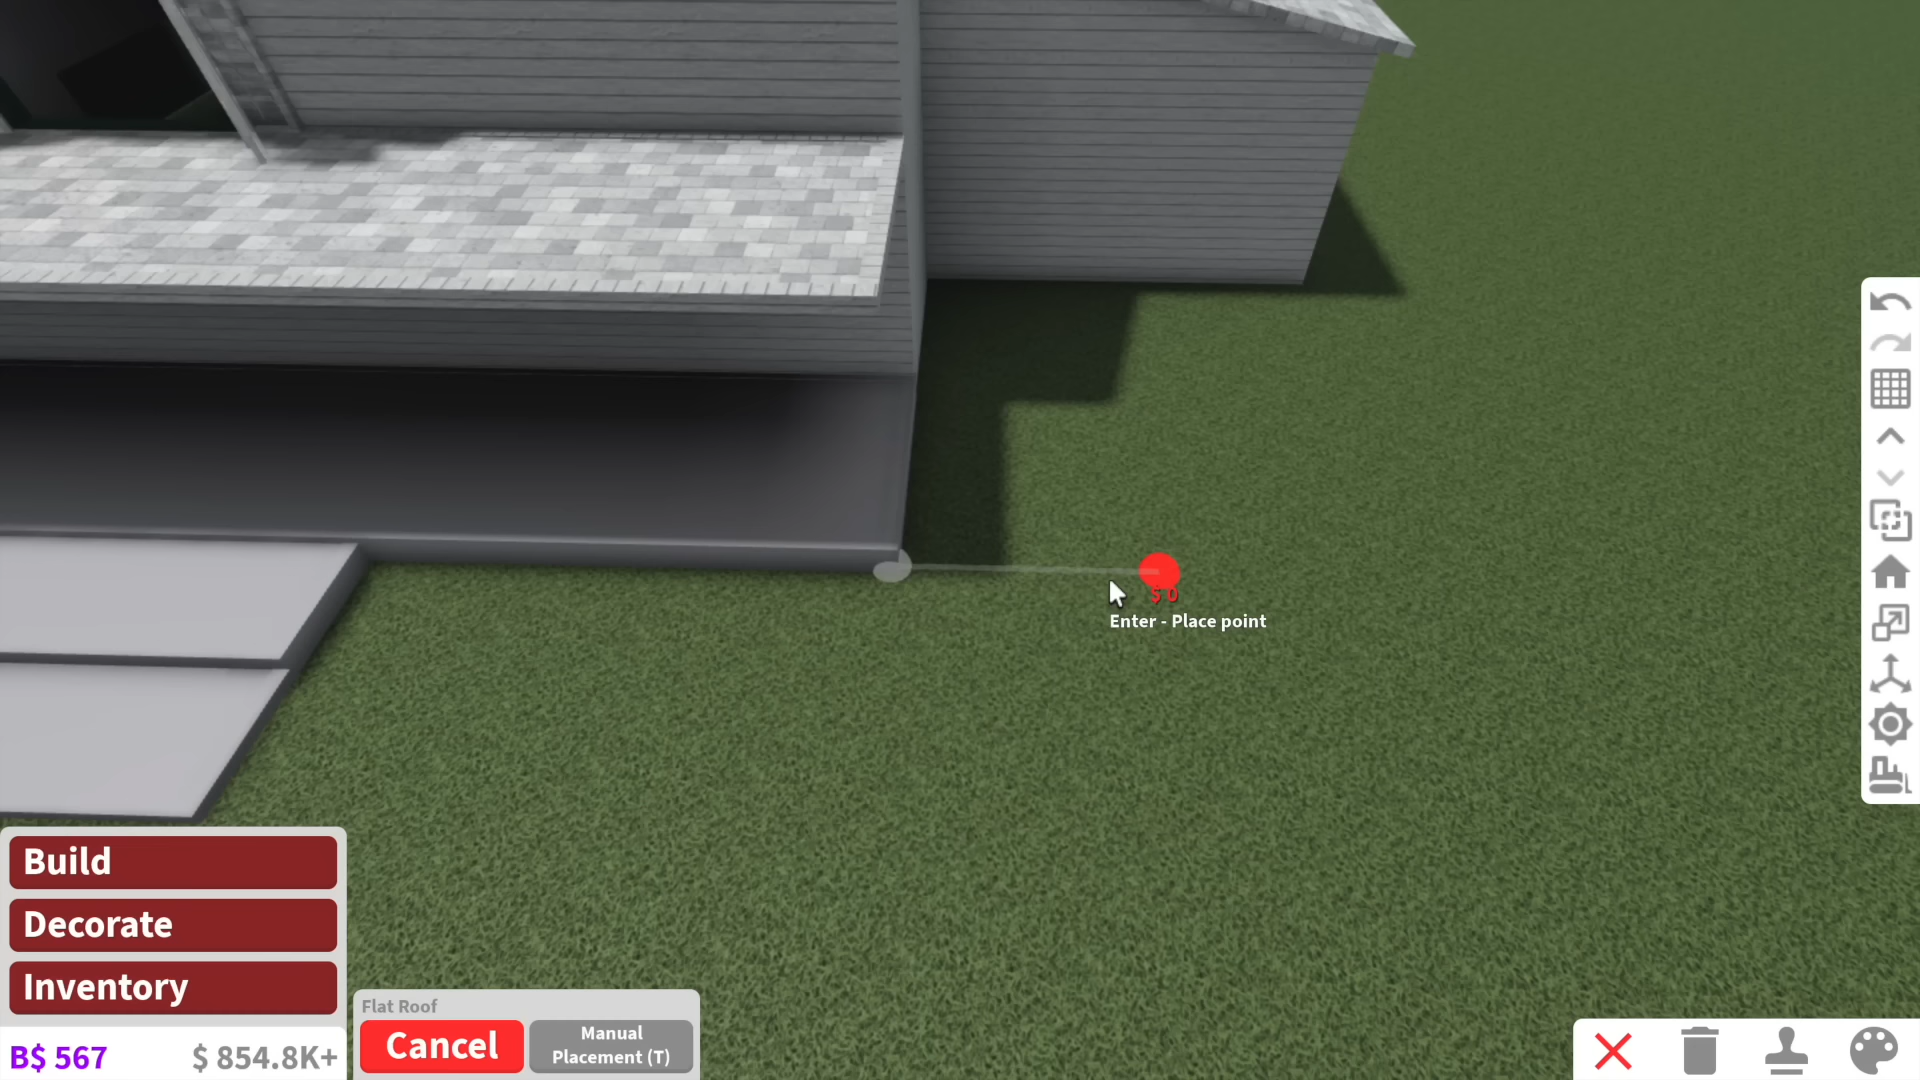 $ 0
Enter - Place point
Build
Decorate
Inventory
B$ 567
$ 854.8K+
Flat Roof
Cancel
Manual
Placement (T)